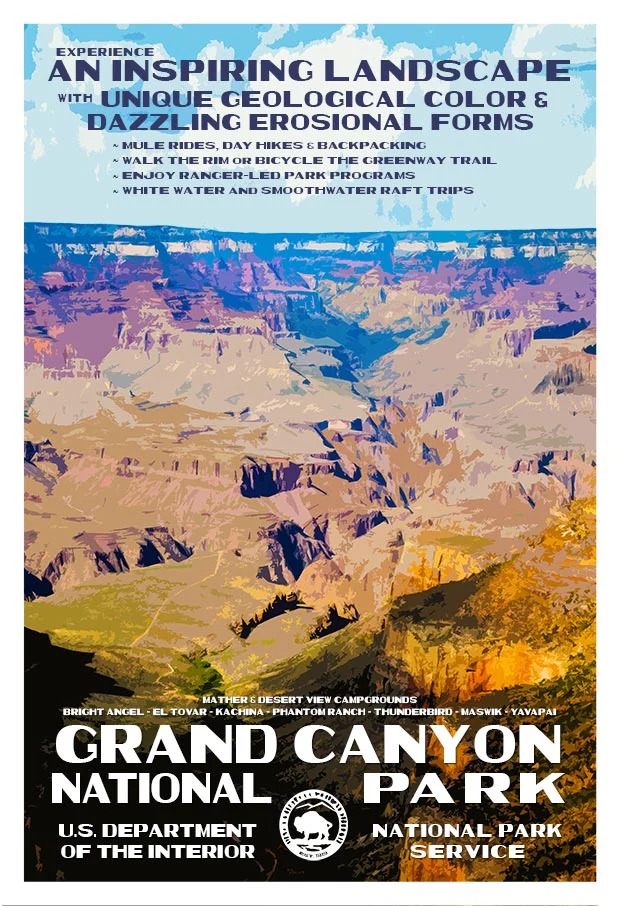 EXPERIENCE
AN INSPIRING LANDSCAPE
WITH UNIQUE GEOLOGICAL COLOR &
DAZZLING EROSIONAL FORMS
~ MULE RIDES, DAY HIKES & BACKPACKING
~ WALK THE RIM OR BICYCLE THE GREENWAY TRAIL
~ ENJOY RANGER-LED PARK PROGRAMS
~ WHITE WATER AND SMOOTHWATER RAFT TRIPS
MATHER & DESERT VIEW CAMPGROUNDS
BRIGHT ANGEL - EL TOVAR - KACHINA - PHANTOM RANCH - THUNDERBIRD - MASWIK - YAVAPAI
GRAND CANYON
NATIONAL PARK
U.S. DEPARTMENT
OF THE INTERIOR
NATIONAL PARK
SERVICE